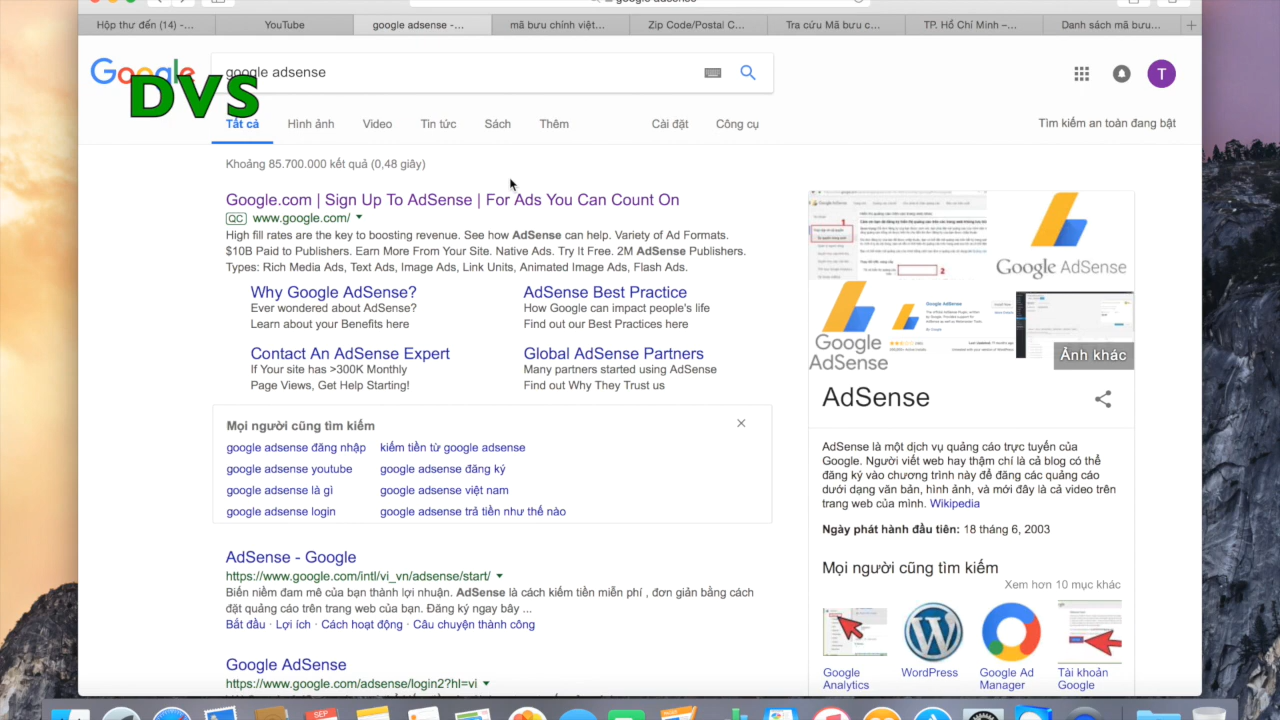 google adsense
Hộp thư đến (14) -...
YouTube
google adsense -...
mã bưu chính việt...
Zip Code/Postal C...
Tra cứu Mã bưu c...
TP. Hồ Chí Minh –...
Danh sách mã bưu...
Google
google adsense
T
DVS
Tất cả
Hình ảnh
Video
Tin tức
Sách
Thêm
Cài đặt
Công cụ
Tìm kiếm an toàn đang bật
Khoảng 85.700.000 kết quả (0,48 giây)
Google.com | Sign Up To AdSense | For Ads You Can Count On
QC www.google.com/
Ads are the key to boosting revenue. See how AdSense can help. Variety of Ad Formats.
2M+ Publishers. Earn Money From Your Site. Native Ads. Try - Free. 2M AdSense Publishers.
Types: Rich Media Ads, Text Ads, Image Ads, Link Units, Animated Image Ads, Flash Ads.
Why Google AdSense?
Ever wondered about AdSense?
Learn about your Benefits here
AdSense Best Practice
How Google can impact people's life
Find out our Best Practices here
Contact An AdSense Expert
If Your site has >300K Monthly
Page Views, Get Help Starting!
Global AdSense Partners
Many partners started using AdSense
Find out Why They Trust us
Mọi người cũng tìm kiếm
google adsense đăng nhập
kiếm tiền từ google adsense
google adsense youtube
google adsense đăng ký
google adsense là gì
google adsense việt nam
google adsense login
google adsense trả tiền như thế nào
AdSense - Google
https://www.google.com/intl/vi_vn/adsense/start/
Biến niềm đam mê của bạn thành lợi nhuận. AdSense là cách kiếm tiền miễn phí , đơn giản bằng cách
đặt quảng cáo trên trang web của bạn. Đăng ký ngay bây ...
Bắt đầu · Lợi ích · Cách hoạt động · Câu chuyện thành công
Google AdSense
https://www.google.com/adsense/login2?hl=vi
1
2
Google AdSense
Google
AdSense
Google AdSense
Ảnh khác
AdSense
AdSense là một dịch vụ quảng cáo trực tuyến của
Google. Người viết web hay thậm chí là cả blog có thể
đăng ký vào chương trình này để đăng các quảng cáo
dưới dạng văn bản, hình ảnh, và mới đây là cả video trên
trang web của mình. Wikipedia
Ngày phát hành đầu tiên: 18 tháng 6, 2003
Mọi người cũng tìm kiếm
Xem hơn 10 mục khác
Google
Analytics
WordPress
Google Ad
Manager
Tài khoản
Google
SEP